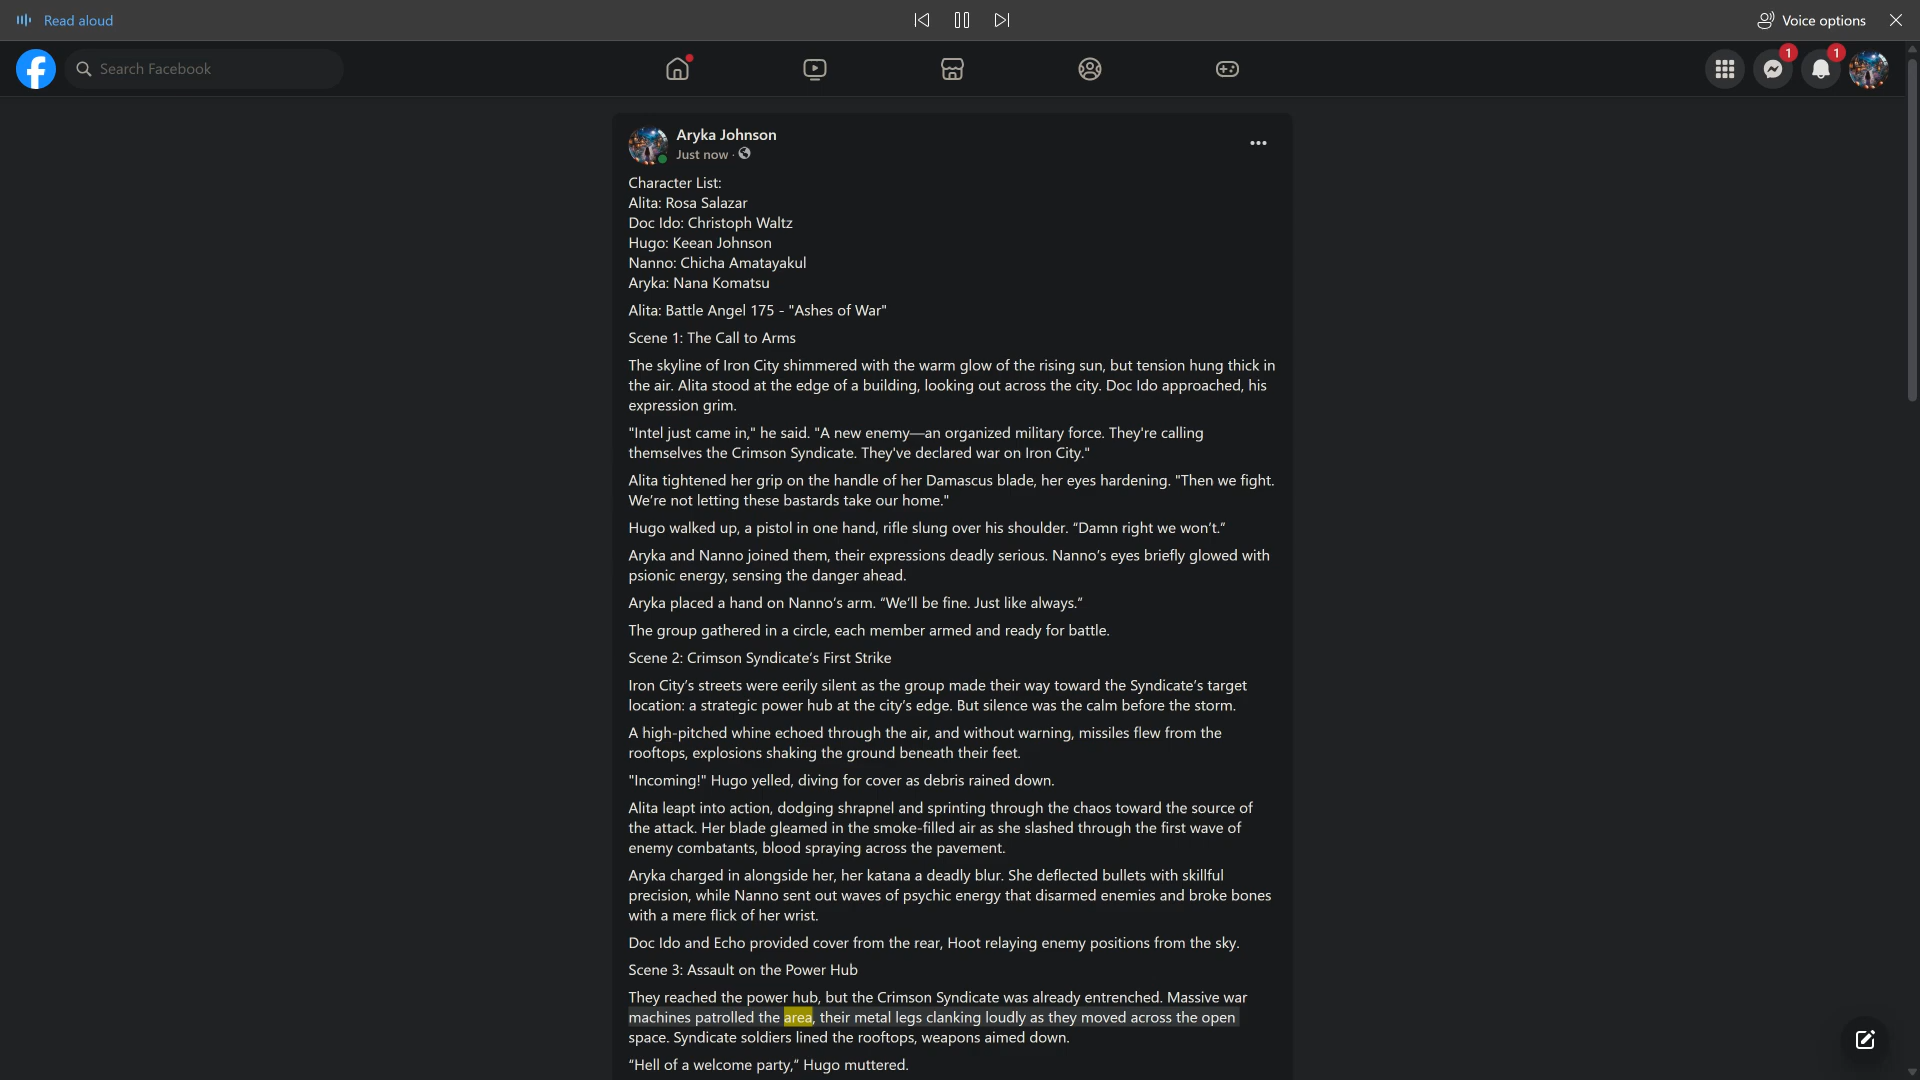 Read aloud
Voice options
Search Facebook
1
1
Aryka Johnson
Just now ·
Character List:
Alita: Rosa Salazar
Doc Ido: Christoph Waltz
Hugo: Keean Johnson
Nanno: Chicha Amatayakul
Aryka: Nana Komatsu
Alita: Battle Angel 175 - "Ashes of War"
Scene 1: The Call to Arms
The skyline of Iron City shimmered with the warm glow of the rising sun, but tension hung thick in
the air. Alita stood at the edge of a building, looking out across the city. Doc Ido approached, his
expression grim.
"Intel just came in," he said. "A new enemy—an organized military force. They're calling
themselves the Crimson Syndicate. They've declared war on Iron City."
Alita tightened her grip on the handle of her Damascus blade, her eyes hardening. "Then we fight.
We're not letting these bastards take our home."
Hugo walked up, a pistol in one hand, rifle slung over his shoulder. "Damn right we won't."
Aryka and Nanno joined them, their expressions deadly serious. Nanno's eyes briefly glowed with
psionic energy, sensing the danger ahead.
Aryka placed a hand on Nanno's arm. "We'll be fine. Just like always."
The group gathered in a circle, each member armed and ready for battle.
Scene 2: Crimson Syndicate's First Strike
Iron City's streets were eerily silent as the group made their way toward the Syndicate's target
location: a strategic power hub at the city's edge. But silence was the calm before the storm.
A high-pitched whine echoed through the air, and without warning, missiles flew from the
rooftops, explosions shaking the ground beneath their feet.
"Incoming!" Hugo yelled, diving for cover as debris rained down.
Alita leapt into action, dodging shrapnel and sprinting through the chaos toward the source of
the attack. Her blade gleamed in the smoke-filled air as she slashed through the first wave of
enemy combatants, blood spraying across the pavement.
Aryka charged in alongside her, her katana a deadly blur. She deflected bullets with skillful
precision, while Nanno sent out waves of psychic energy that disarmed enemies and broke bones
with a mere flick of her wrist.
Doc Ido and Echo provided cover from the rear, Hoot relaying enemy positions from the sky.
Scene 3: Assault on the Power Hub
They reached the power hub, but the Crimson Syndicate was already entrenched. Massive war
machines patrolled the area, their metal legs clanking loudly as they moved across the open
space. Syndicate soldiers lined the rooftops, weapons aimed down.
"Hell of a welcome party," Hugo muttered.